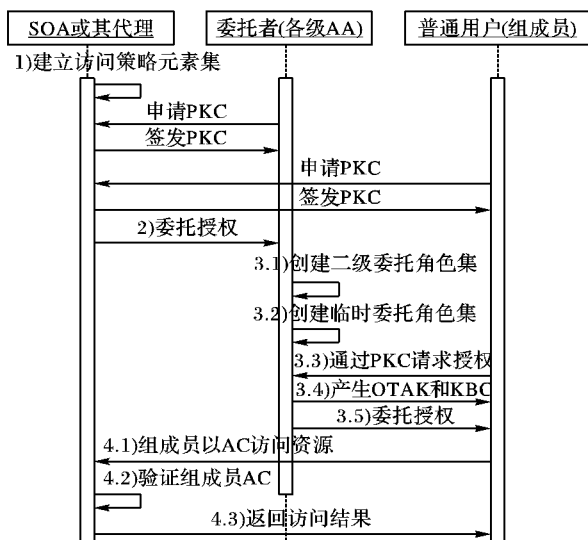 SOA或其代理
委托者(各级AA)
普通用户(组成员)
1)建立访问策略元素集
申请PKC
签发PKC
申请PKC
签发PKC
2)委托授权
3.1)创建二级委托角色集
3.2)创建临时委托角色集
3.3)通过PKC请求授权
3.4)产生OTAK和KBC
3.5)委托授权
4.1)组成员以AC访问资源
4.2)验证组成员AC
4.3)返回访问结果